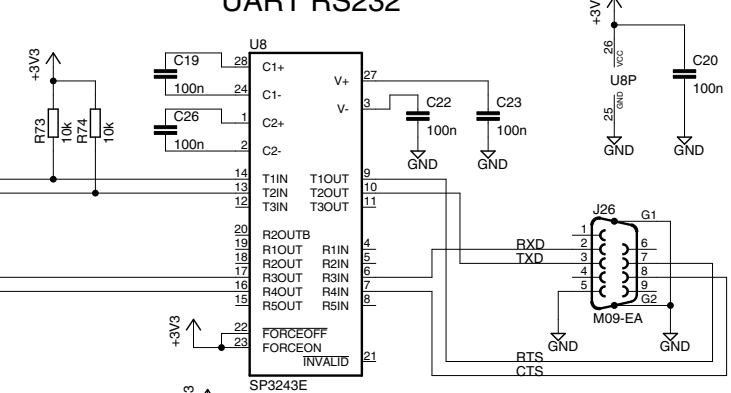 UART RS232
+3V3
R73
10k
R74
10k
C19
100n
C26
100n
U8
28 C1+
24 C1-
1 C2+
2 C2-
V+ 27
V- 3
C22
100n
C23
100n
GND
GND
+3V
26
VCC
U8P
25
GND
GND
C20
100n
GND
14 T1IN T1OUT 9
13 T2IN T2OUT 10
12 T3IN T3OUT 11
20 R2OUTB
19 R1OUT R1IN 4
18 R2OUT R2IN 5
17 R3OUT R3IN 6
16 R4OUT R4IN 7
15 R5OUT R5IN 8
+3V3
22 FORCEOFF
23 FORCEON
INVALID 21
SP3243E
RXD
TXD
RTS
CTS
J26
G1
1
2
3
4
5
6
7
8
9
G2
M09-EA
GND
GND
3